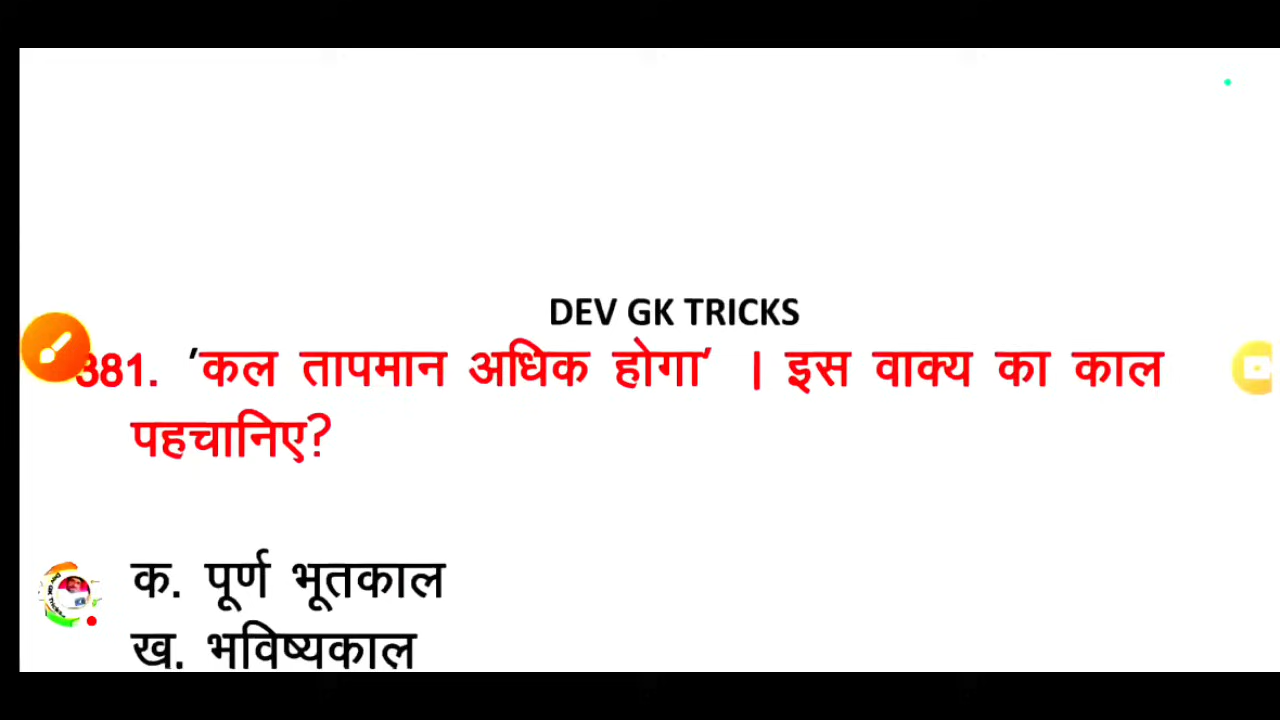 DEV GK TRICKS
381. 'कल तापमान अधिक होगा' । इस वाक्य का काल
पहचानिए?
क. पूर्ण भूतकाल
ख. भविष्यकाल